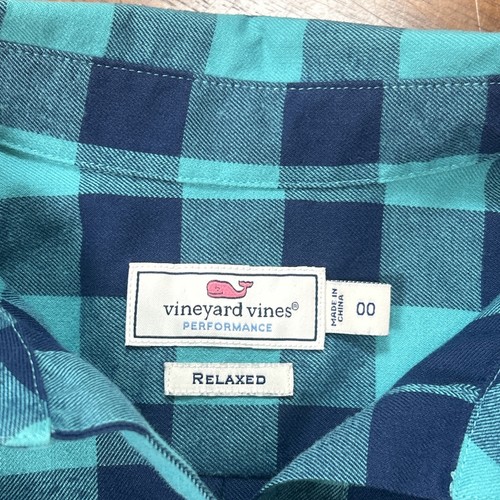 vineyard vines®
PERFORMANCE
MADE IN
CHINA
00
RELAXED